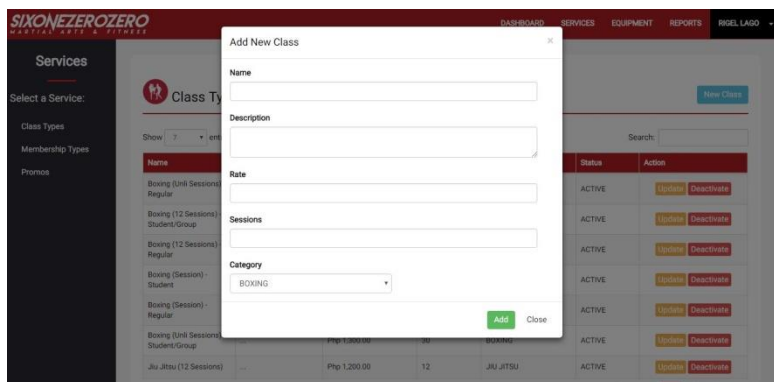 SIXONEZEROZERO
MARTIAL ARTS & FITNESS
DASHBOARD SERVICES EQUIPMENT REPORTS RIGEL LAGO
Services
Select a Service:
Class Types
Membership Types
Promos
Add New Class ×
Name
Description
Rate
Sessions
Category
BOXING
Add Close
Class Ty
New Class
Show 7
Search:
Name Status Action
Boxing (Unli Sessions)
Regular
ACTIVE Update Deactivate
Boxing (12 Sessions) -
Student/Group
ACTIVE Update Deactivate
Boxing (12 Sessions) -
Regular
ACTIVE Update Deactivate
Boxing (Session) -
Student
ACTIVE Update Deactivate
Boxing (Session) -
Regular
ACTIVE Update Deactivate
Boxing (Unli Sessions)
Student/Group
... Php 1,300.00 30 BOXING ACTIVE Update Deactivate
Jiu Jitsu (12 Sessions) ... Php 1,200.00 12 JIU JITSU ACTIVE Update Deactivate